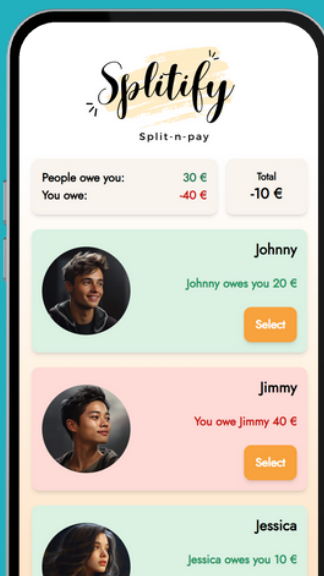 Splitify
Split-n-pay
People owe you: 30 €
You owe: -40 €
Total
-10 €
Johnny
Johnny owes you 20 €
Select
Jimmy
You owe Jimmy 40 €
Select
Jessica
Jessica owes you 10 €